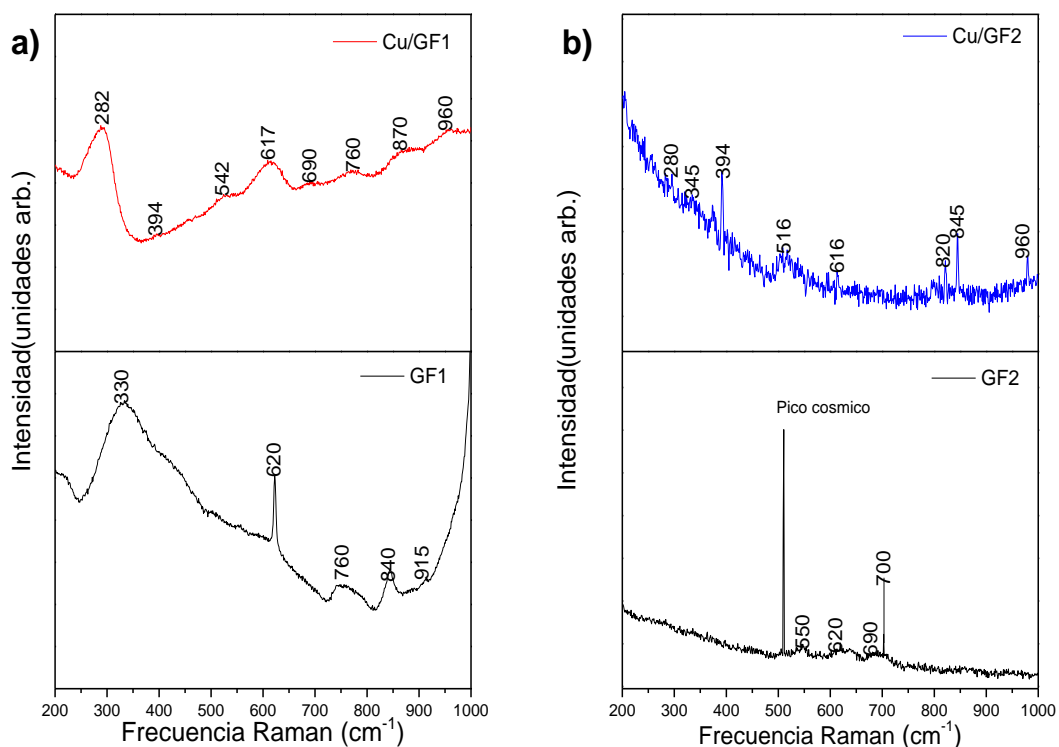 a)
Cu/GF1
282
394
542
617
690
760
870
960
GF1
330
620
760
840
915
Intensidad(unidades arb.)
200 300 400 500 600 700 800 900 1000
Frecuencia Raman (cm-1)
b)
Cu/GF2
280
345
394
516
616
820
845
960
GF2
Pico cosmico
550
620
690
700
Intensidad(unidades arb.)
200 300 400 500 600 700 800 900 1000
Frecuencia Raman (cm-1)